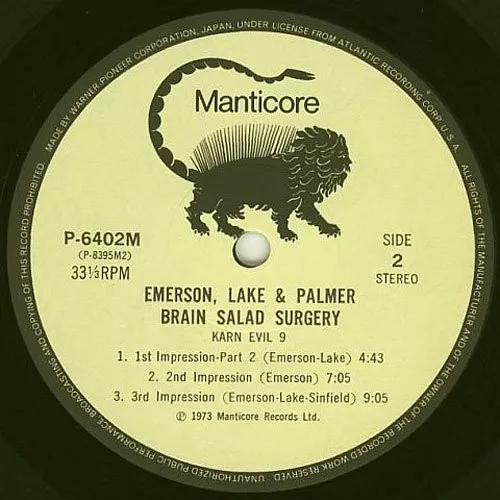 MADE BY WARNER-PIONEER CORPORATION, JAPAN, UNDER LICENSE FROM ATLANTIC RECORDING CORP. U.S.A.
ALL RIGHTS OF THE MANUFACTURER AND OF THE OWNER OF THE RECORDED WORK RESERVED
UNAUTHORIZED PUBLIC PERFORMANCE, BROADCASTING AND COPYING OF THIS RECORD PROHIBITED.
Manticore
P-6402M
(P-8395M2)
33⅓RPM
SIDE
2
STEREO
EMERSON, LAKE & PALMER
BRAIN SALAD SURGERY
KARN EVIL 9
1. 1st Impression-Part 2 (Emerson-Lake) 4:43
2. 2nd Impression (Emerson) 7:05
3. 3rd Impression (Emerson-Lake-Sinfield) 9:05
Ⓟ 1973 Manticore Records Ltd.